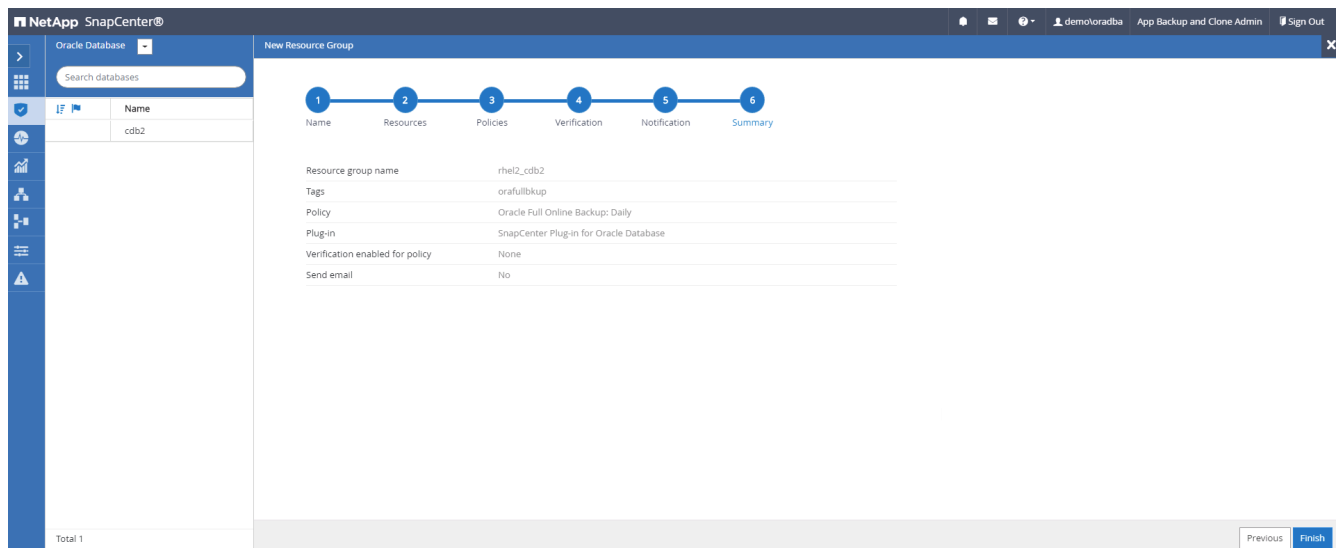 NetApp SnapCenter®
demo\oradba App Backup and Clone Admin Sign Out
Oracle Database
Search databases
Name
cdb2
Total 1
New Resource Group
1 2 3 4 5 6
Name Resources Policies Verification Notification Summary
Resource group name rhel2_cdb2
Tags orafullbkup
Policy Oracle Full Online Backup: Daily
Plug-in SnapCenter Plug-in for Oracle Database
Verification enabled for policy None
Send email No
Previous Finish